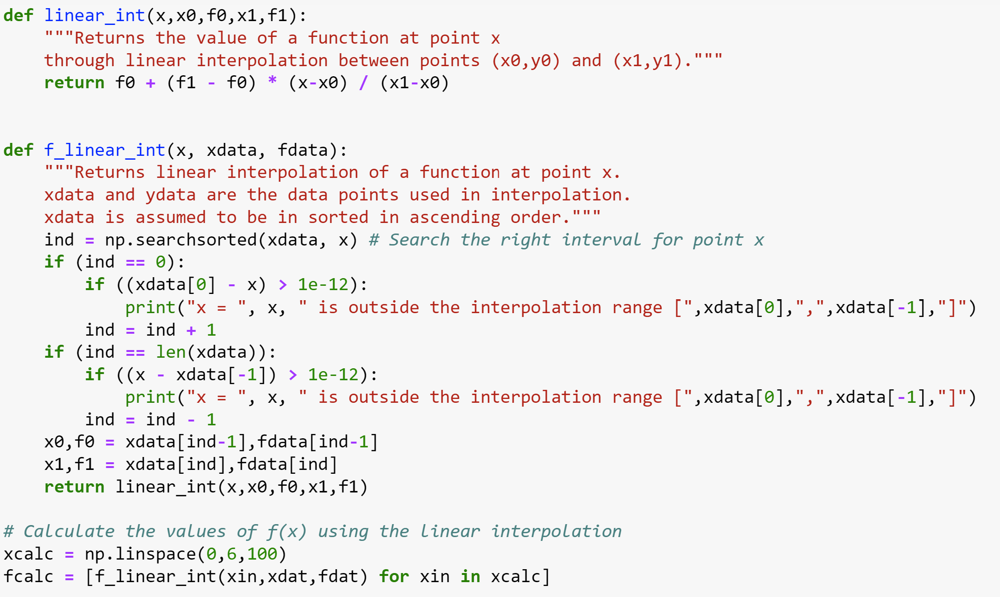 def linear_int(x,x0,f0,x1,f1):
    """Returns the value of a function at point x
    through linear interpolation between points (x0,y0) and (x1,y1)."""
    return f0 + (f1 - f0) * (x-x0) / (x1-x0)


def f_linear_int(x, xdata, fdata):
    """Returns linear interpolation of a function at point x.
    xdata and ydata are the data points used in interpolation.
    xdata is assumed to be in sorted in ascending order."""
    ind = np.searchsorted(xdata, x) # Search the right interval for point x
    if (ind == 0):
        if ((xdata[0] - x) > 1e-12):
            print("x = ", x, " is outside the interpolation range [",xdata[0],",",xdata[-1],"]")
        ind = ind + 1
    if (ind == len(xdata)):
        if ((x - xdata[-1]) > 1e-12):
            print("x = ", x, " is outside the interpolation range [",xdata[0],",",xdata[-1],"]")
        ind = ind - 1
    x0,f0 = xdata[ind-1],fdata[ind-1]
    x1,f1 = xdata[ind],fdata[ind]
    return linear_int(x,x0,f0,x1,f1)

# Calculate the values of f(x) using the linear interpolation
xcalc = np.linspace(0,6,100)
fcalc = [f_linear_int(xin,xdat,fdat) for xin in xcalc]